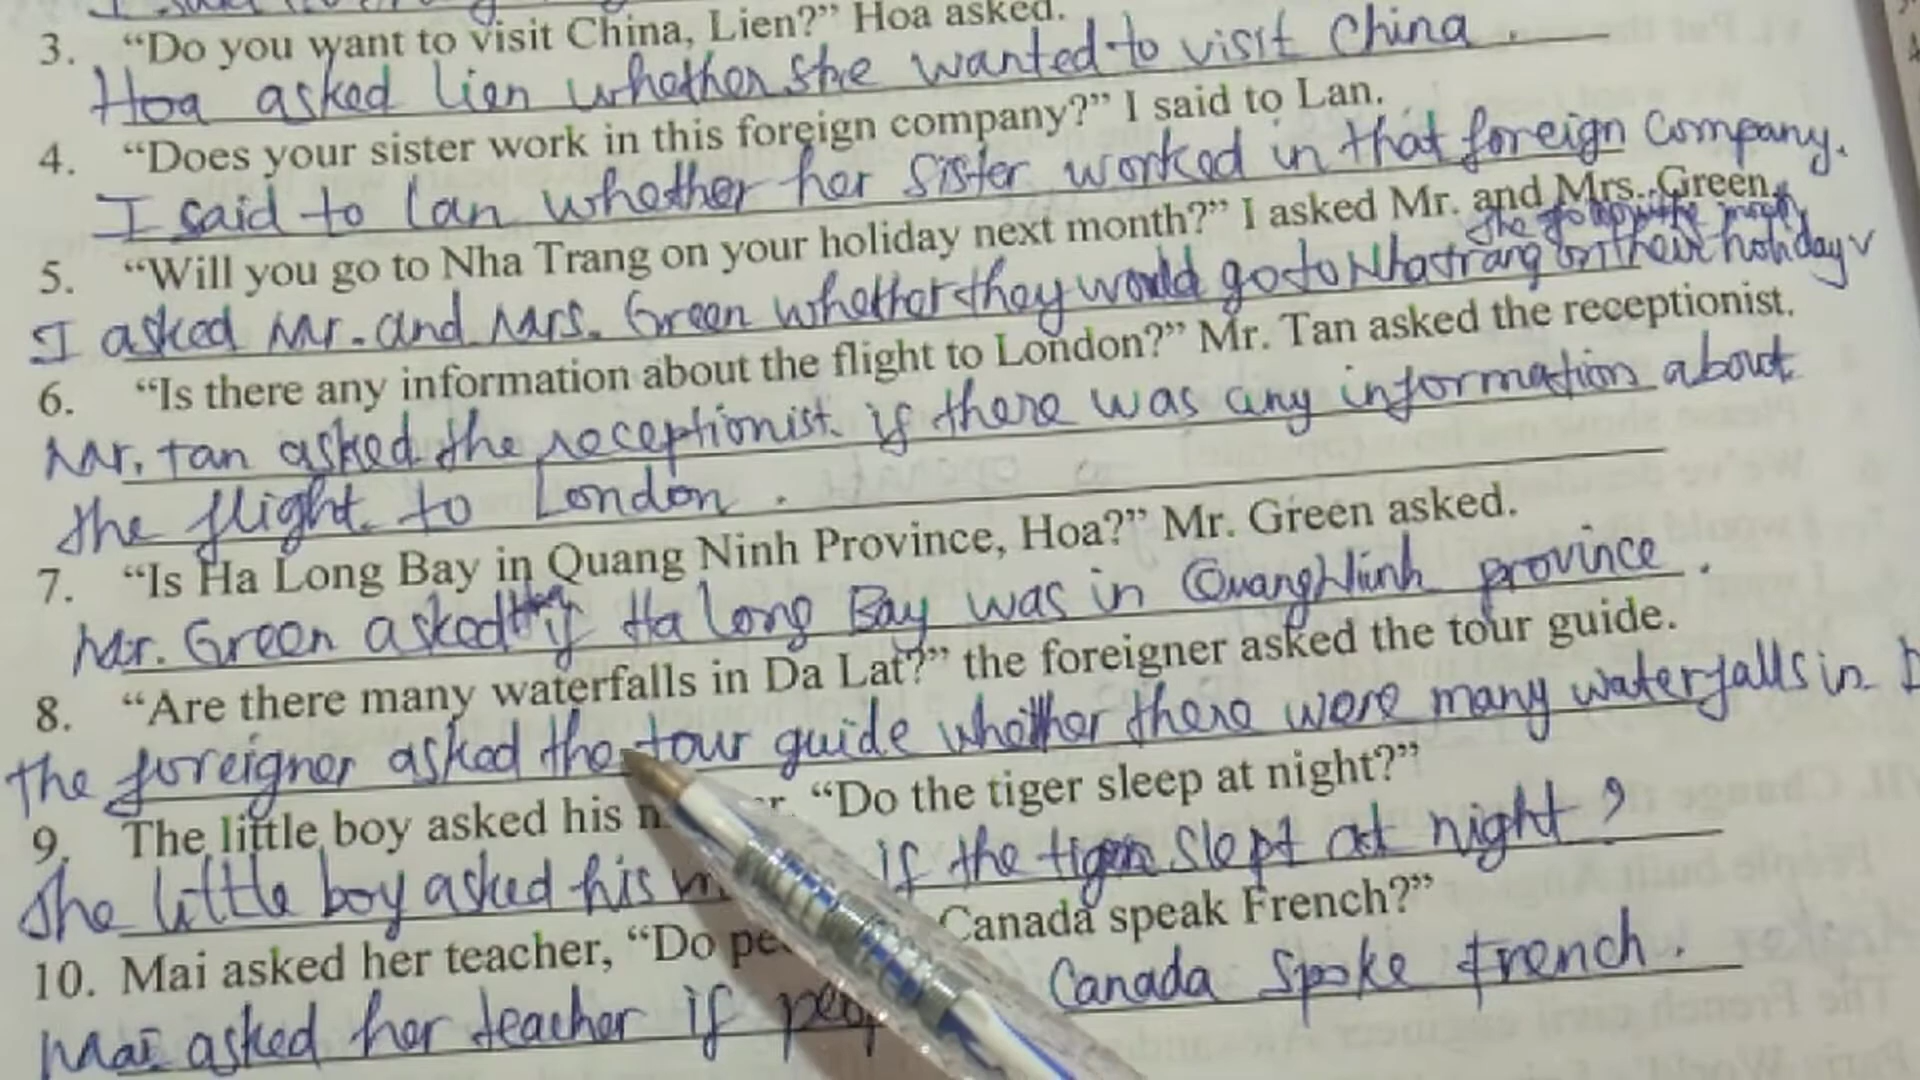 3. “Do you want to visit China, Lien?” Hoa asked.
Hoa asked Lien whether she wanted to visit China.
4. “Does your sister work in this foreign company?” I said to Lan.
I said to Lan whether her sister worked in that foreign company.
5. “Will you go to Nha Trang on your holiday next month?” I asked Mr. and Mrs. Green.
the following month
I asked Mr. and Mrs. Green whether they would go to Nha trang on their holiday
6. “Is there any information about the flight to London?” Mr. Tan asked the receptionist.
Mr. tan asked the receptionist if there was any information about
the flight to London.
7. “Is Ha Long Bay in Quang Ninh Province, Hoa?” Mr. Green asked.
Mr. Green asked Hoa if Ha long Bay was in Quang Ninh province.
8. “Are there many waterfalls in Da Lat?” the foreigner asked the tour guide.
the foreigner asked the tour guide whether there were many waterfalls in
9. The little boy asked his “Do the tiger sleep at night?”
The little boy asked his if the tiger slept at night?
10. Mai asked her teacher, “Do Canada speak French?”
Mai asked her teacher if Canada spoke French.